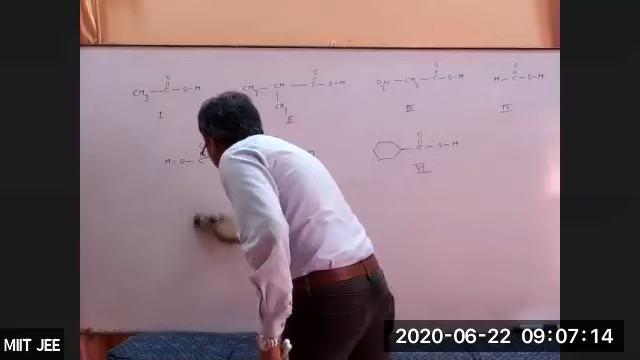 CH₃—C(=O)—O—H   CH₃—CH(CH₃)—C(=O)—O—H   O₂N—CH₂—C(=O)—O—H   H—C(=O)—O—H
I   II   III   IV
H—O—C   H   C(=O)—O—H
VI
MIIT JEE
2020-06-22 09:07:14